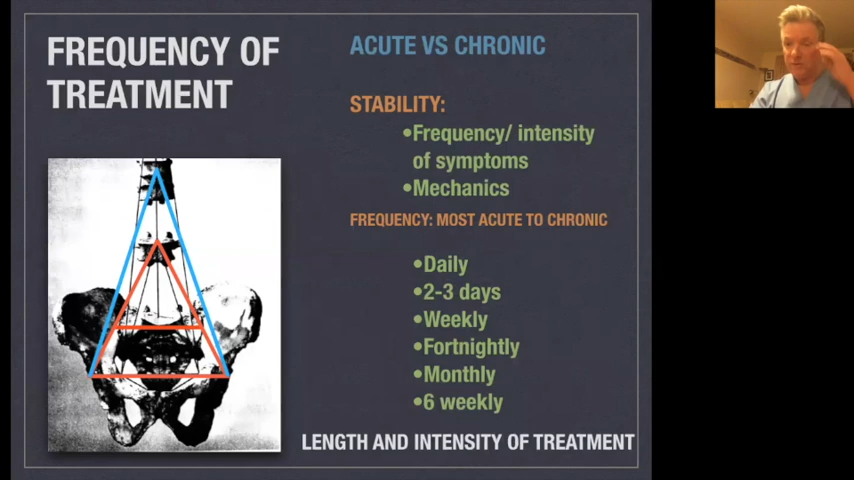 FREQUENCY OF
TREATMENT
ACUTE VS CHRONIC
STABILITY:
•Frequency/ intensity
of symptoms
•Mechanics
FREQUENCY: MOST ACUTE TO CHRONIC
•Daily
•2-3 days
•Weekly
•Fortnightly
•Monthly
•6 weekly
LENGTH AND INTENSITY OF TREATMENT